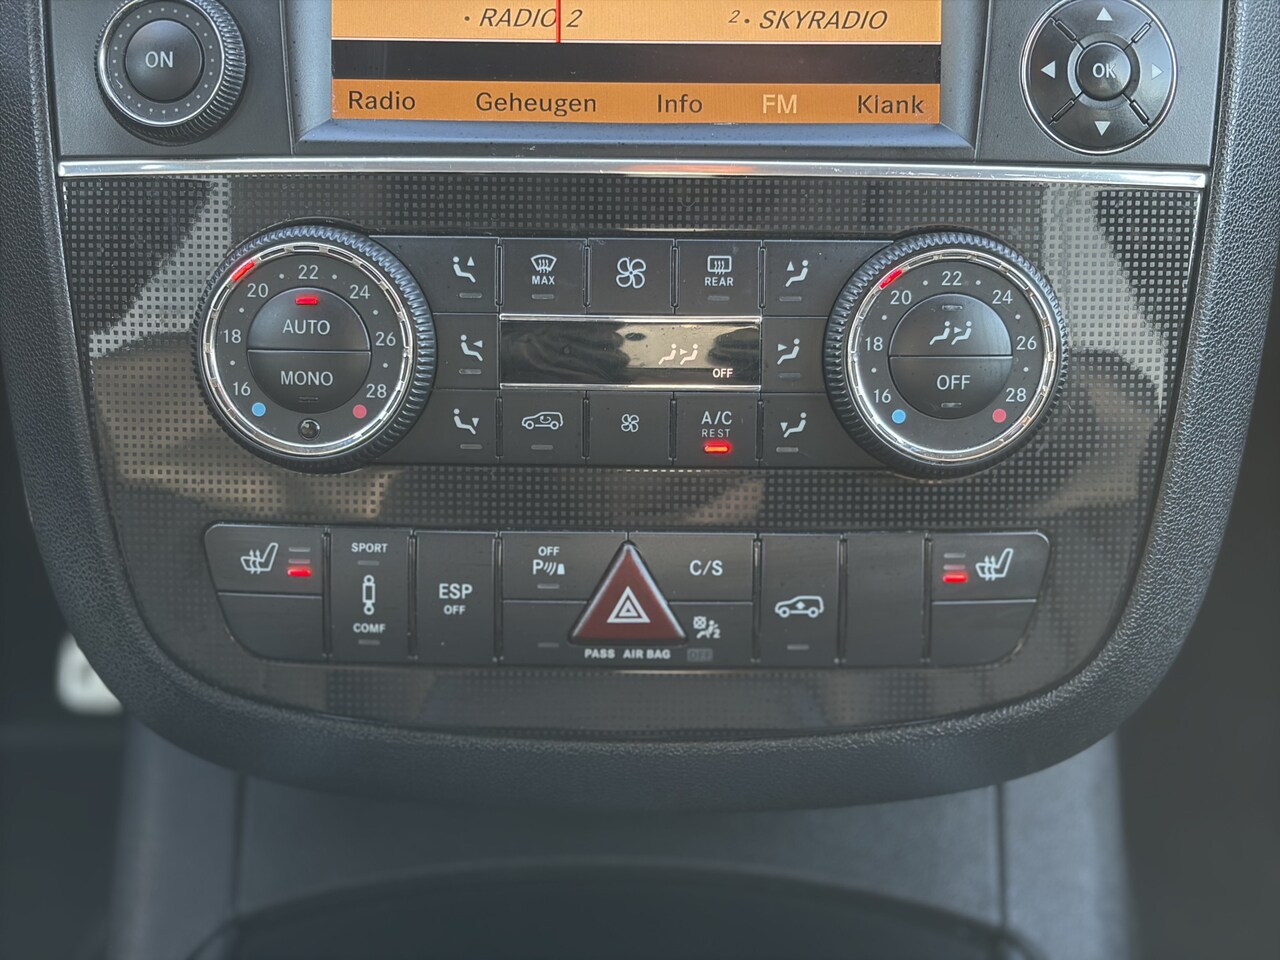 • RADIO 2
2• SKYRADIO
ON
OK
Radio Geheugen Info FM Klank
22
20 24
AUTO
18 26
MONO
16 28
MAX
REAR
OFF
A/C
REST
22
20 24
18 26
OFF
16 28
SPORT
COMF
ESP
OFF
OFF
P
C/S
2
PASS AIR BAG OFF